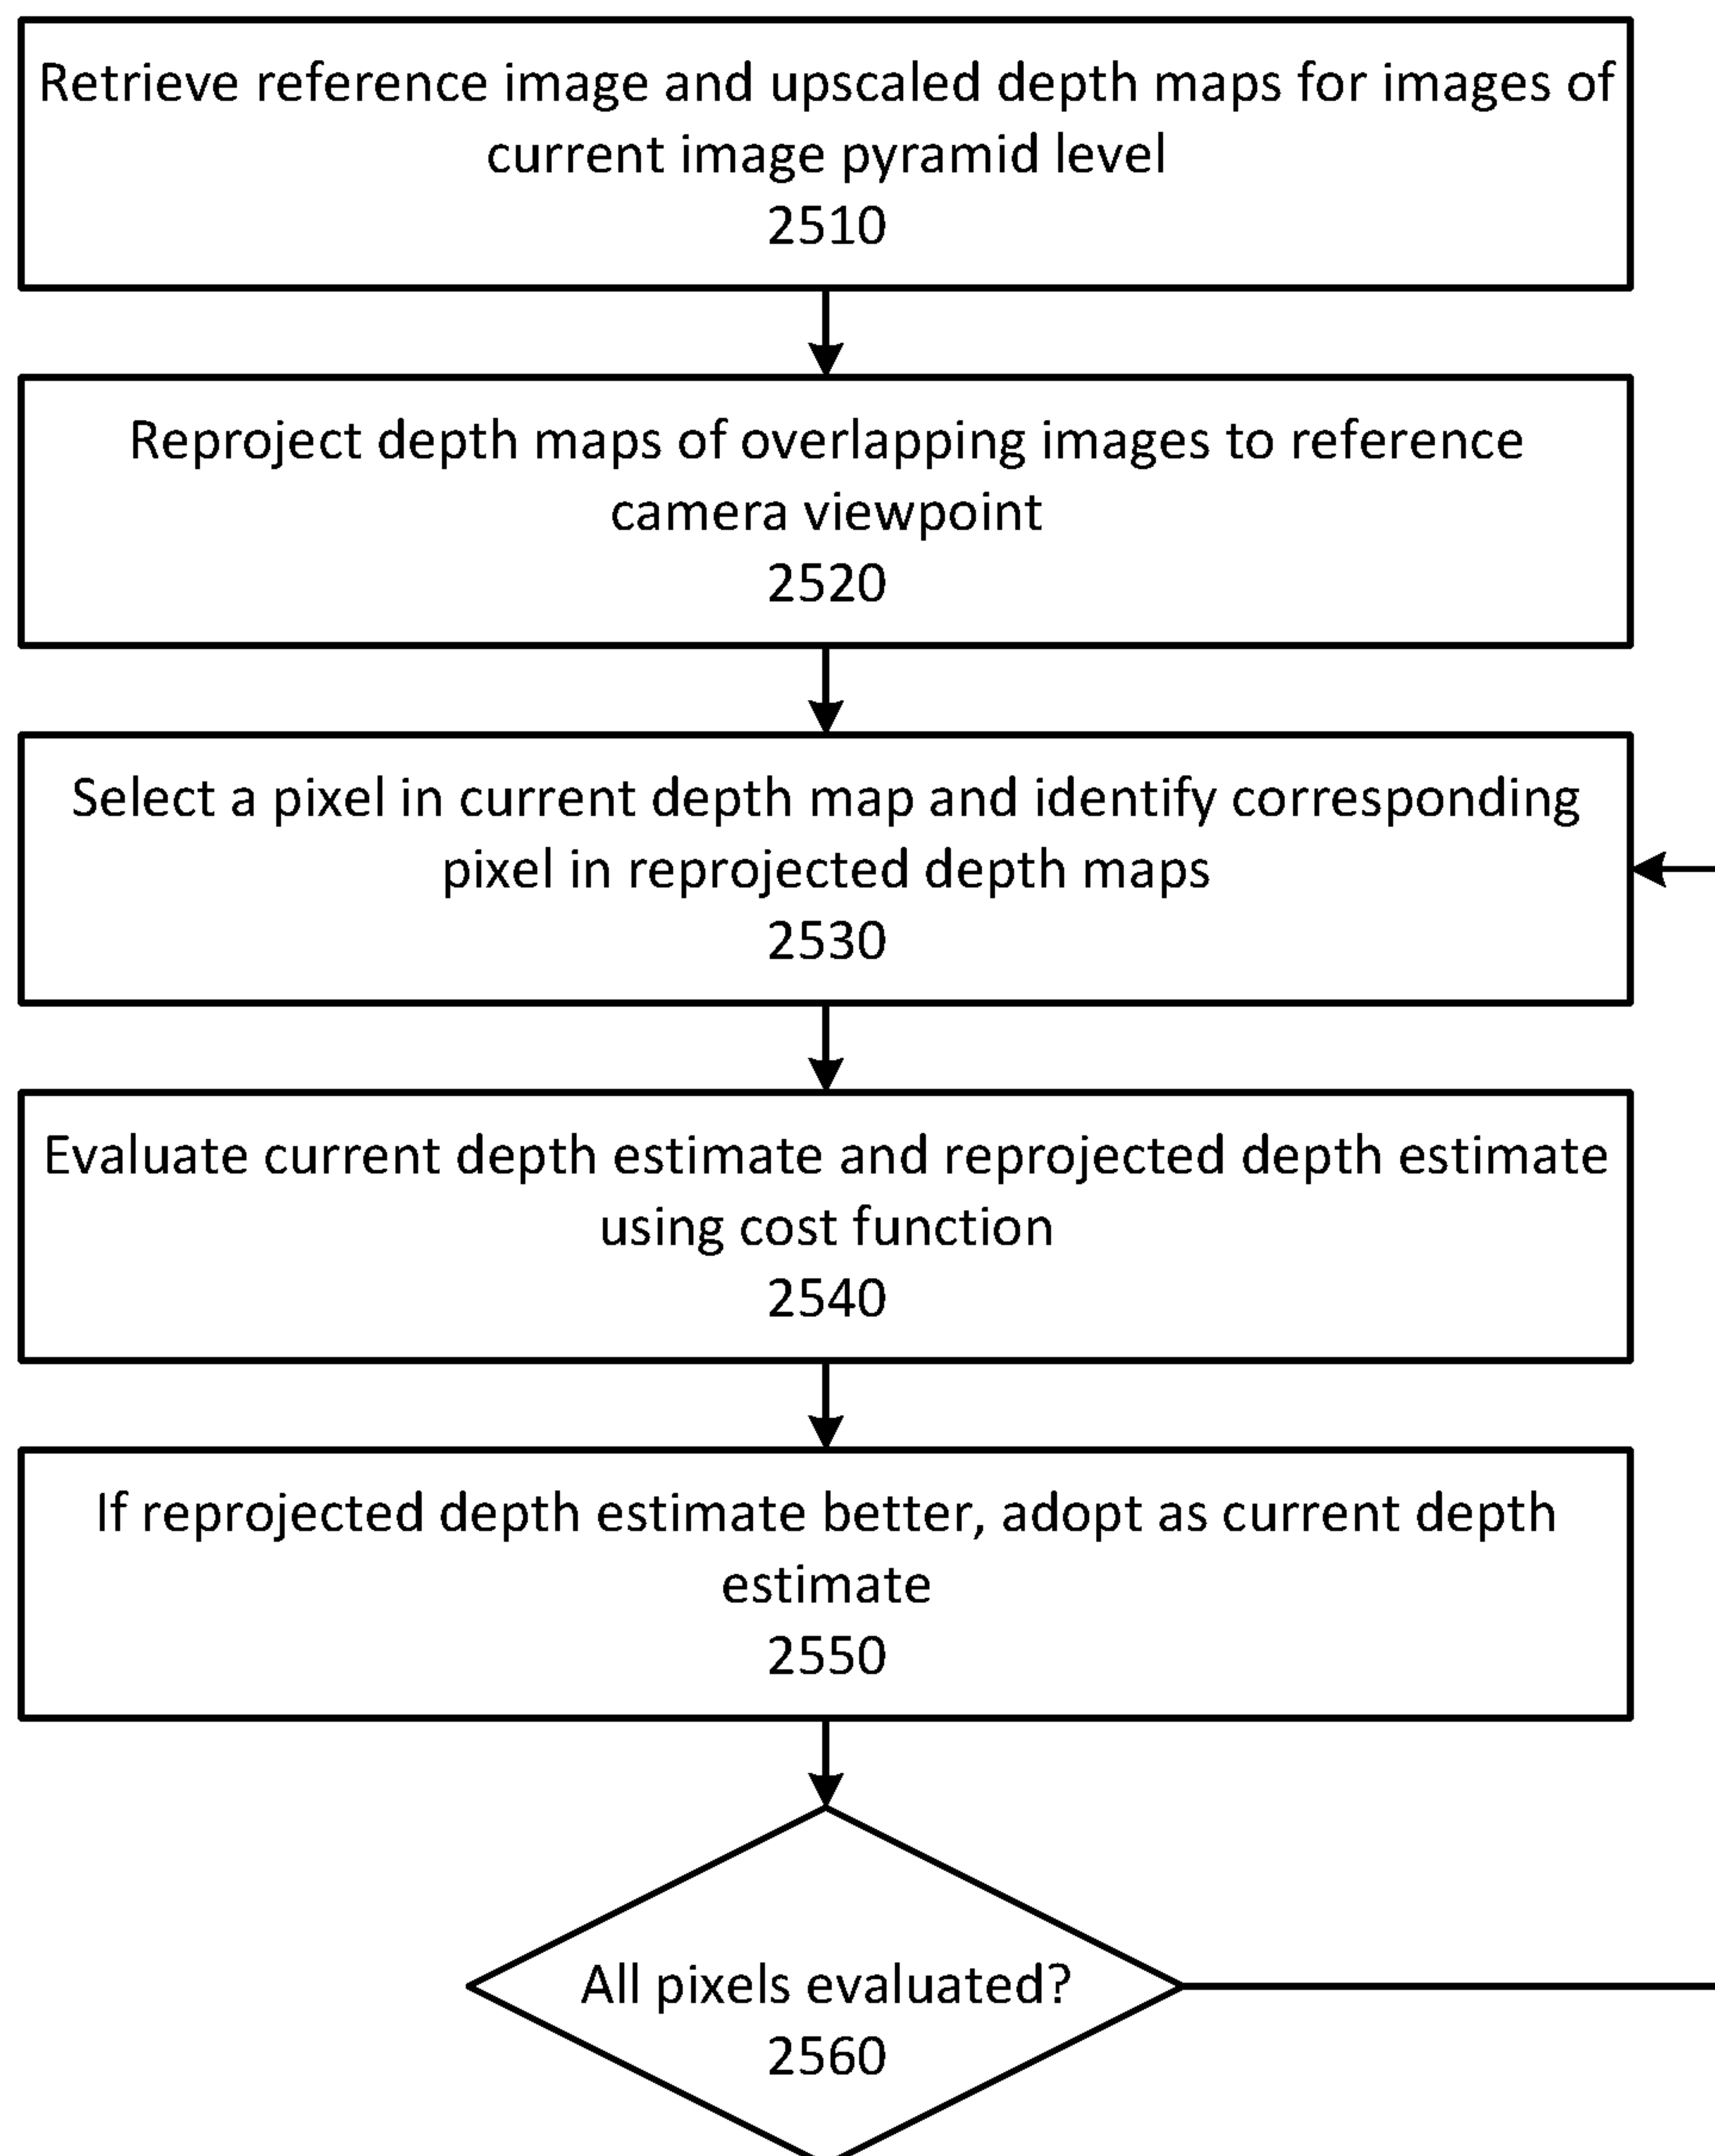 Retrieve reference image and upscaled depth maps for images of
current image pyramid level
2510
Reproject depth maps of overlapping images to reference
camera viewpoint
2520
Select a pixel in current depth map and identify corresponding
pixel in reprojected depth maps
2530
Evaluate current depth estimate and reprojected depth estimate
using cost function
2540
If reprojected depth estimate better, adopt as current depth
estimate
2550
All pixels evaluated?
2560